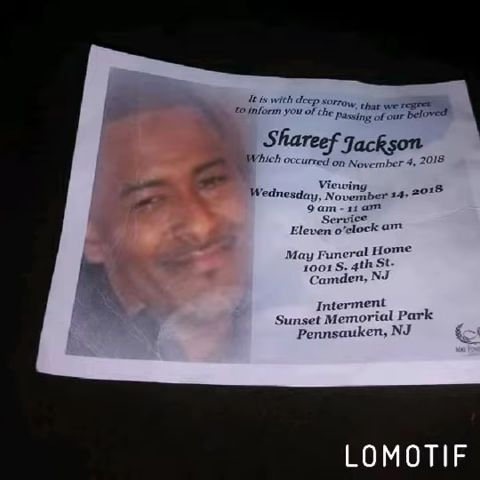 It is with deep sorrow, that we regret
to inform you of the passing of our beloved
Shareef Jackson
Which occurred on November 4, 2018
Viewing
Wednesday, November 14, 2018
9 am - 11 am
Service
Eleven o'clock am
May Funeral Home
1001 S. 4th St.
Camden, NJ
Interment
Sunset Memorial Park
Pennsauken, NJ
LOMOTIF